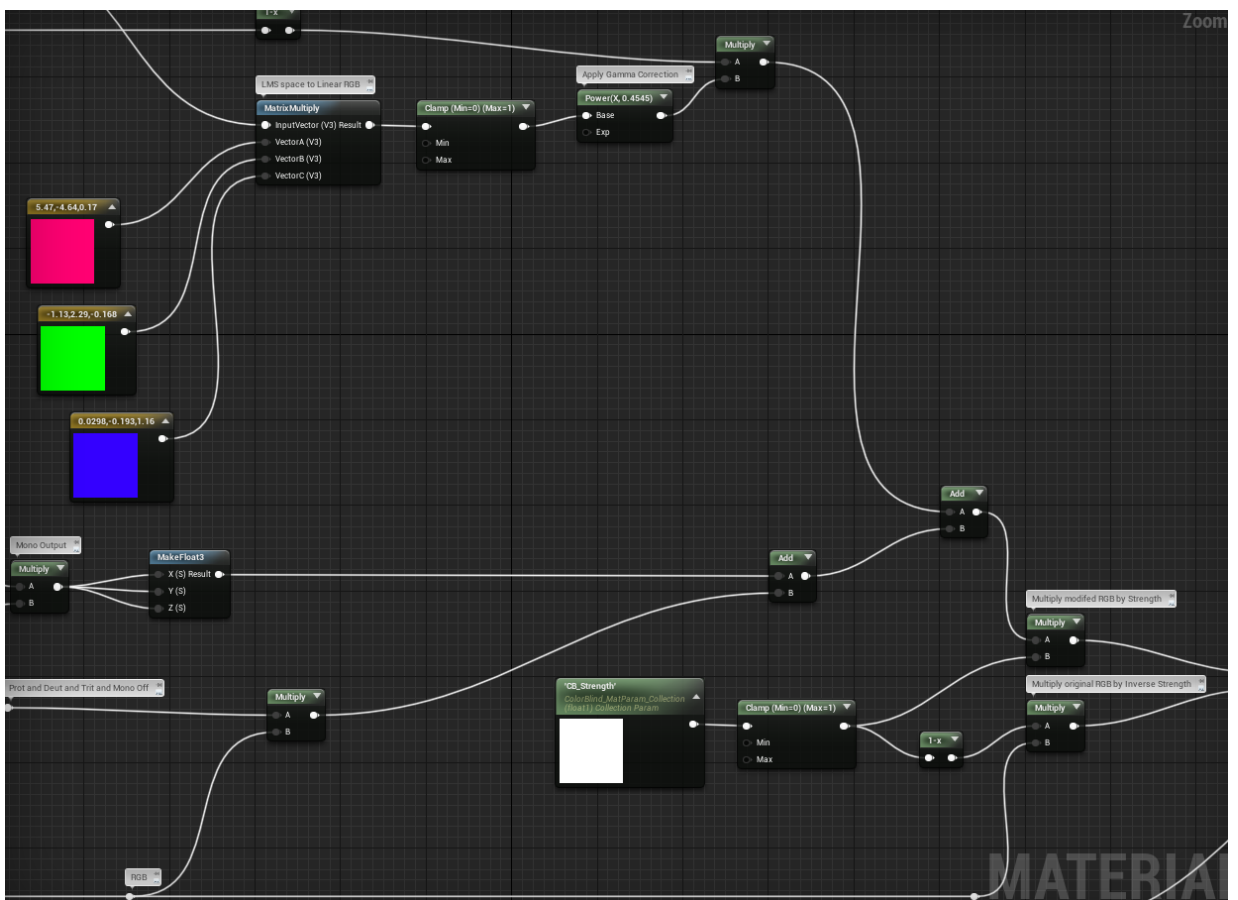 Zoom
1-x
Multiply
A
B
LMS space to Linear RGB
Apply Gamma Correction
MatrixMultiply
InputVector (V3) Result
VectorA (V3)
VectorB (V3)
VectorC (V3)
Clamp (Min=0) (Max=1)
Min
Max
Power(X, 0.4545)
Base
Exp
5.47,-4.64,0.17
-1.13,2.29,-0.168
0.0298,-0.193,1.16
Add
A
B
Mono Output
Multiply
A
B
MakeFloat3
X (S) Result
Y (S)
Z (S)
Add
A
B
Multiply modifed RGB by Strength
Multiply
A
B
Prot and Deut and Trit and Mono Off
Multiply
A
B
'CB_Strength'
ColorBlind_MatParam_Collection
(float1) Collection Param
Clamp (Min=0) (Max=1)
Min
Max
1-x
Multiply original RGB by Inverse Strength
Multiply
A
B
RGB
MATERIAL